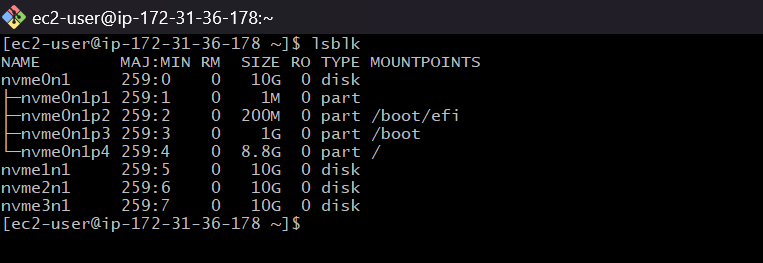 ec2-user@ip-172-31-36-178:~
[ec2-user@ip-172-31-36-178 ~]$ lsblk
NAME        MAJ:MIN RM  SIZE RO TYPE MOUNTPOINTS
nvme0n1     259:0    0   10G  0 disk
├─nvme0n1p1 259:1    0    1M  0 part
├─nvme0n1p2 259:2    0  200M  0 part /boot/efi
├─nvme0n1p3 259:3    0    1G  0 part /boot
└─nvme0n1p4 259:4    0  8.8G  0 part /
nvme1n1     259:5    0   10G  0 disk
nvme2n1     259:6    0   10G  0 disk
nvme3n1     259:7    0   10G  0 disk
[ec2-user@ip-172-31-36-178 ~]$